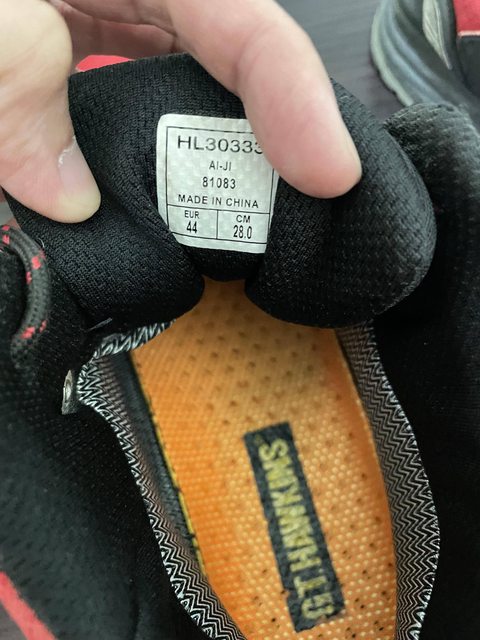 HL30333
AI-JI
81083
MADE IN CHINA
EUR CM
44 28.0
G.T. HAWKINS